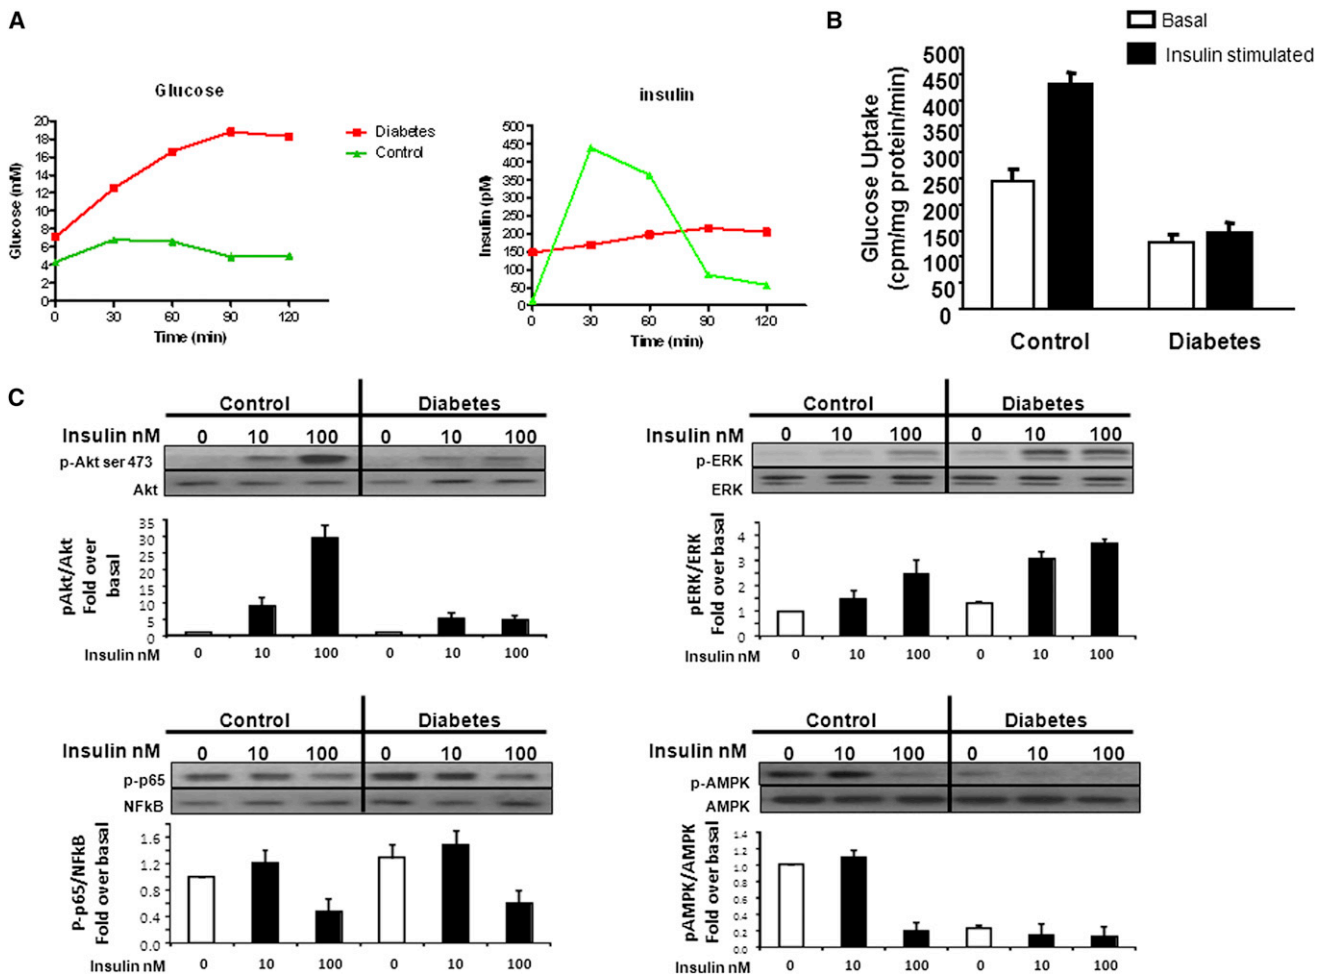 A
Glucose
Glucose (mM)
20
18
16
14
12
10
8
6
4
2
0
0 30 60 90 120
Time (min)
Diabetes
Control
insulin
Insulin (pM)
500
450
400
350
300
250
200
150
100
50
0
0 30 60 90 120
Time (min)
B
Basal
Insulin stimulated
Glucose Uptake
(cpm/mg protein/min)
500
450
400
350
300
250
200
150
100
50
0
Control Diabetes
C
Control Diabetes
Insulin nM 0 10 100 0 10 100
p-Akt ser 473
Akt
pAkt/Akt
Fold over
basal
35
30
25
20
15
10
5
0
Insulin nM 0 10 100 0 10 100
Control Diabetes
Insulin nM 0 10 100 0 10 100
p-ERK
ERK
pERK/ERK
Fold over basal
4
3
2
1
0
Insulin nM 0 10 100 0 10 100
Control Diabetes
Insulin nM 0 10 100 0 10 100
p-p65
NFkB
P-p65/NFkB
Fold over basal
1.6
1.2
0.8
0.4
0.0
Insulin nM 0 10 100 0 10 100
Control Diabetes
Insulin nM 0 10 100 0 10 100
p-AMPK
AMPK
pAMPK/AMPK
Fold over basal
1.4
1.2
1.0
0.8
0.6
0.4
0.2
0.0
Insulin nM 0 10 100 0 10 100